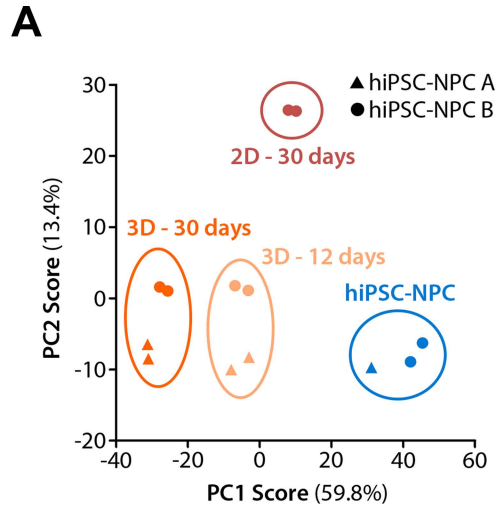 A
hiPSC-NPC A
hiPSC-NPC B
30
20
10
0
-10
-20
PC2 Score (13.4%)
2D - 30 days
3D - 30 days
3D - 12 days
hiPSC-NPC
-40
-20
0
20
40
60
PC1 Score (59.8%)